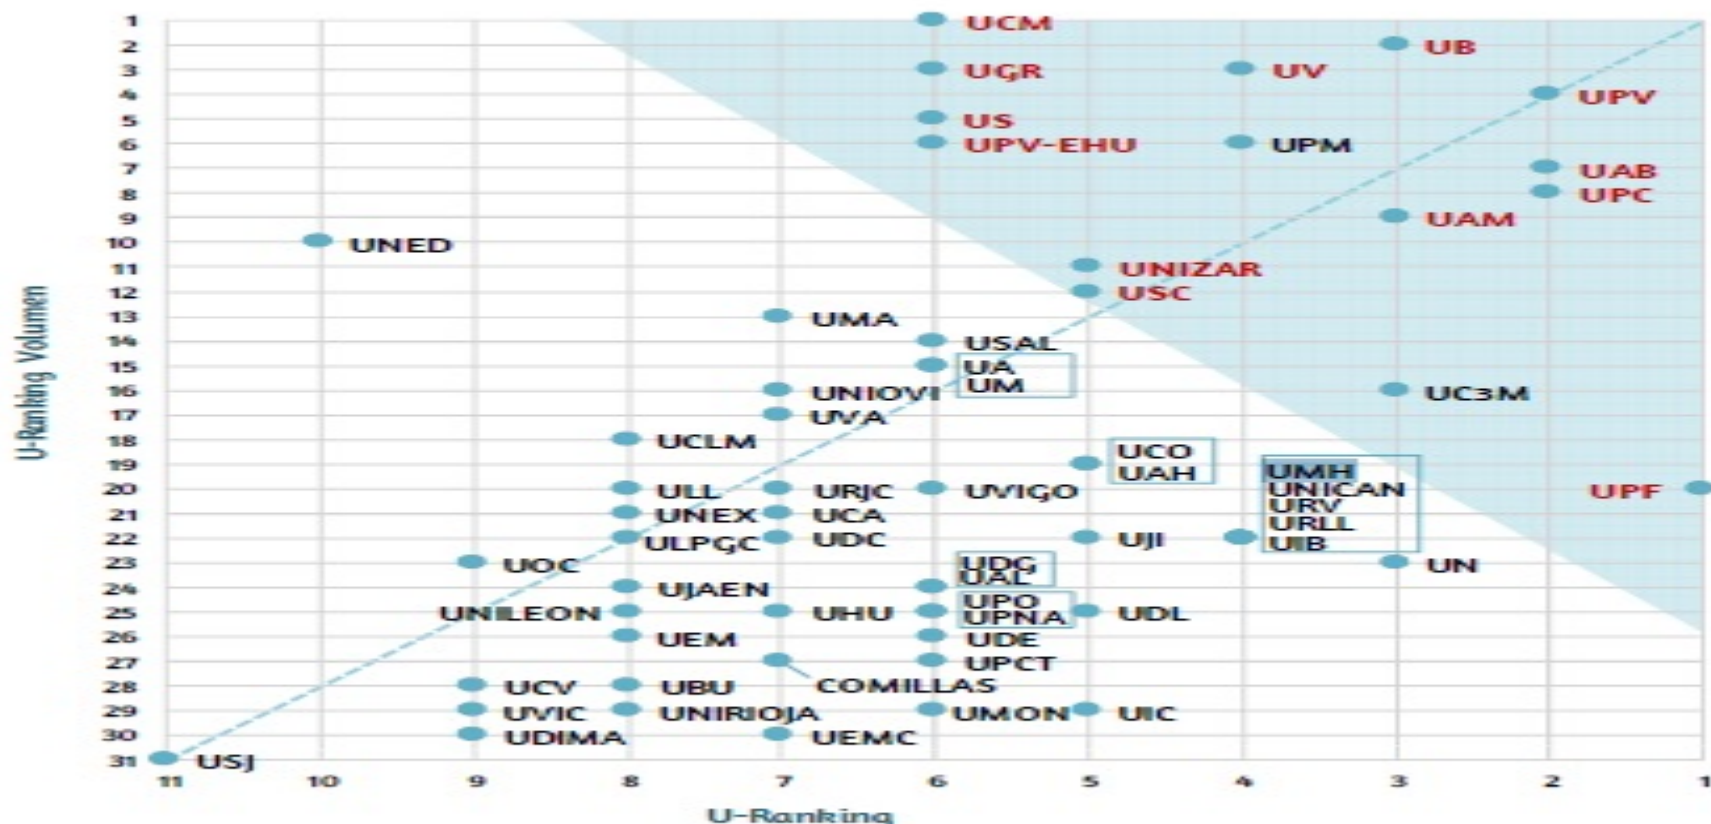 U-Ranking Volumen
1
2
3
4
5
6
7
8
9
10
11
12
13
14
15
16
17
18
19
20
21
22
23
24
25
26
27
28
29
30
31
UCM
UB
UGR
UV
UPV
US
UPV-EHU
UPM
UAB
UPC
UAM
UNED
UNIZAR
USC
UMA
USAL
UA
UM
UNIOVI
UC3M
UVA
UCLM
UCO
UAH
UMH
UNICAN
URV
URLL
UIB
ULL
URJC
UVIGO
UPF
UNEX
UCA
ULPGC
UDC
UJI
UOC
UDG
UAL
UN
UJAEN
UNILEON
UHU
UPO
UPNA
UDL
UEM
UDE
UPCT
COMILLAS
UCV
UBU
UVIC
UNIRIOJA
UMON
UIC
UDIMA
UEMC
USJ
11 10 9 8 7 6 5 4 3 2 1
U-Ranking